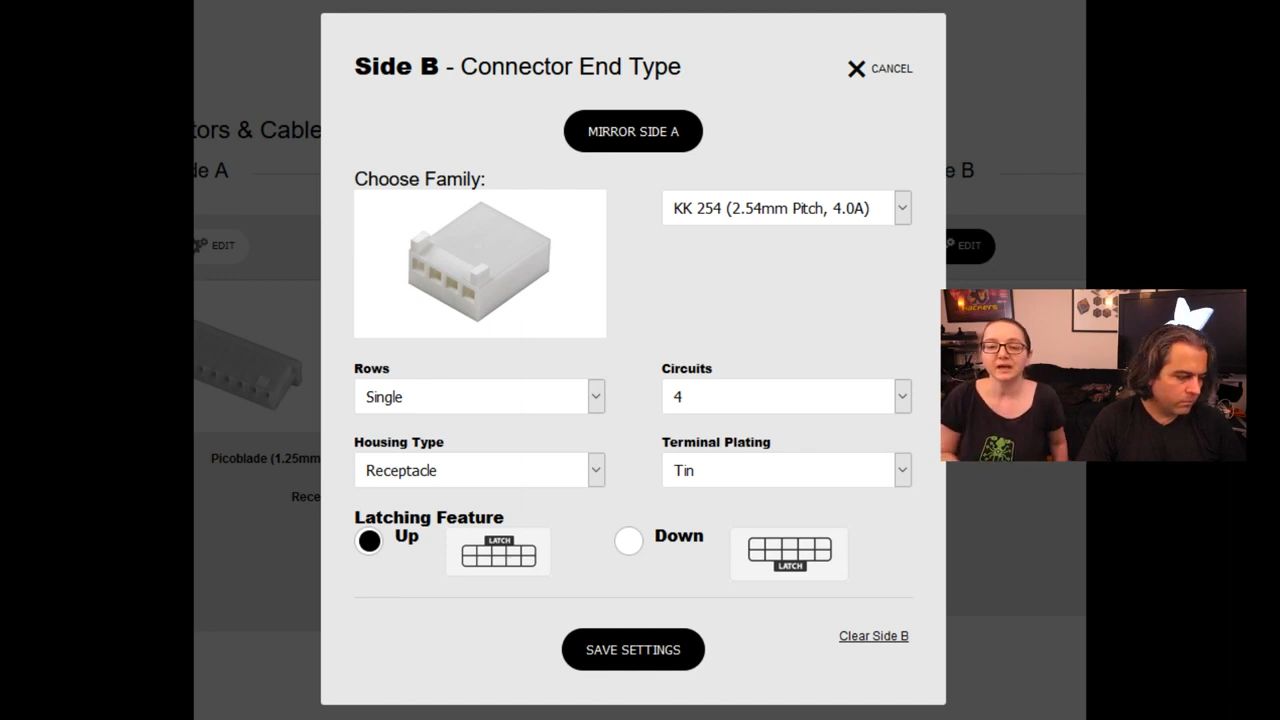 Side B - Connector End Type
CANCEL
MIRROR SIDE A
tors & Cable
de A
e B
Choose Family:
KK 254 (2.54mm Pitch, 4.0A)
EDIT
EDIT
Rows
Circuits
Single
4
Housing Type
Terminal Plating
Picoblade (1.25mm
Receptacle
Tin
Rece
Latching Feature
Up
LATCH
Down
LATCH
Clear Side B
SAVE SETTINGS
hackers